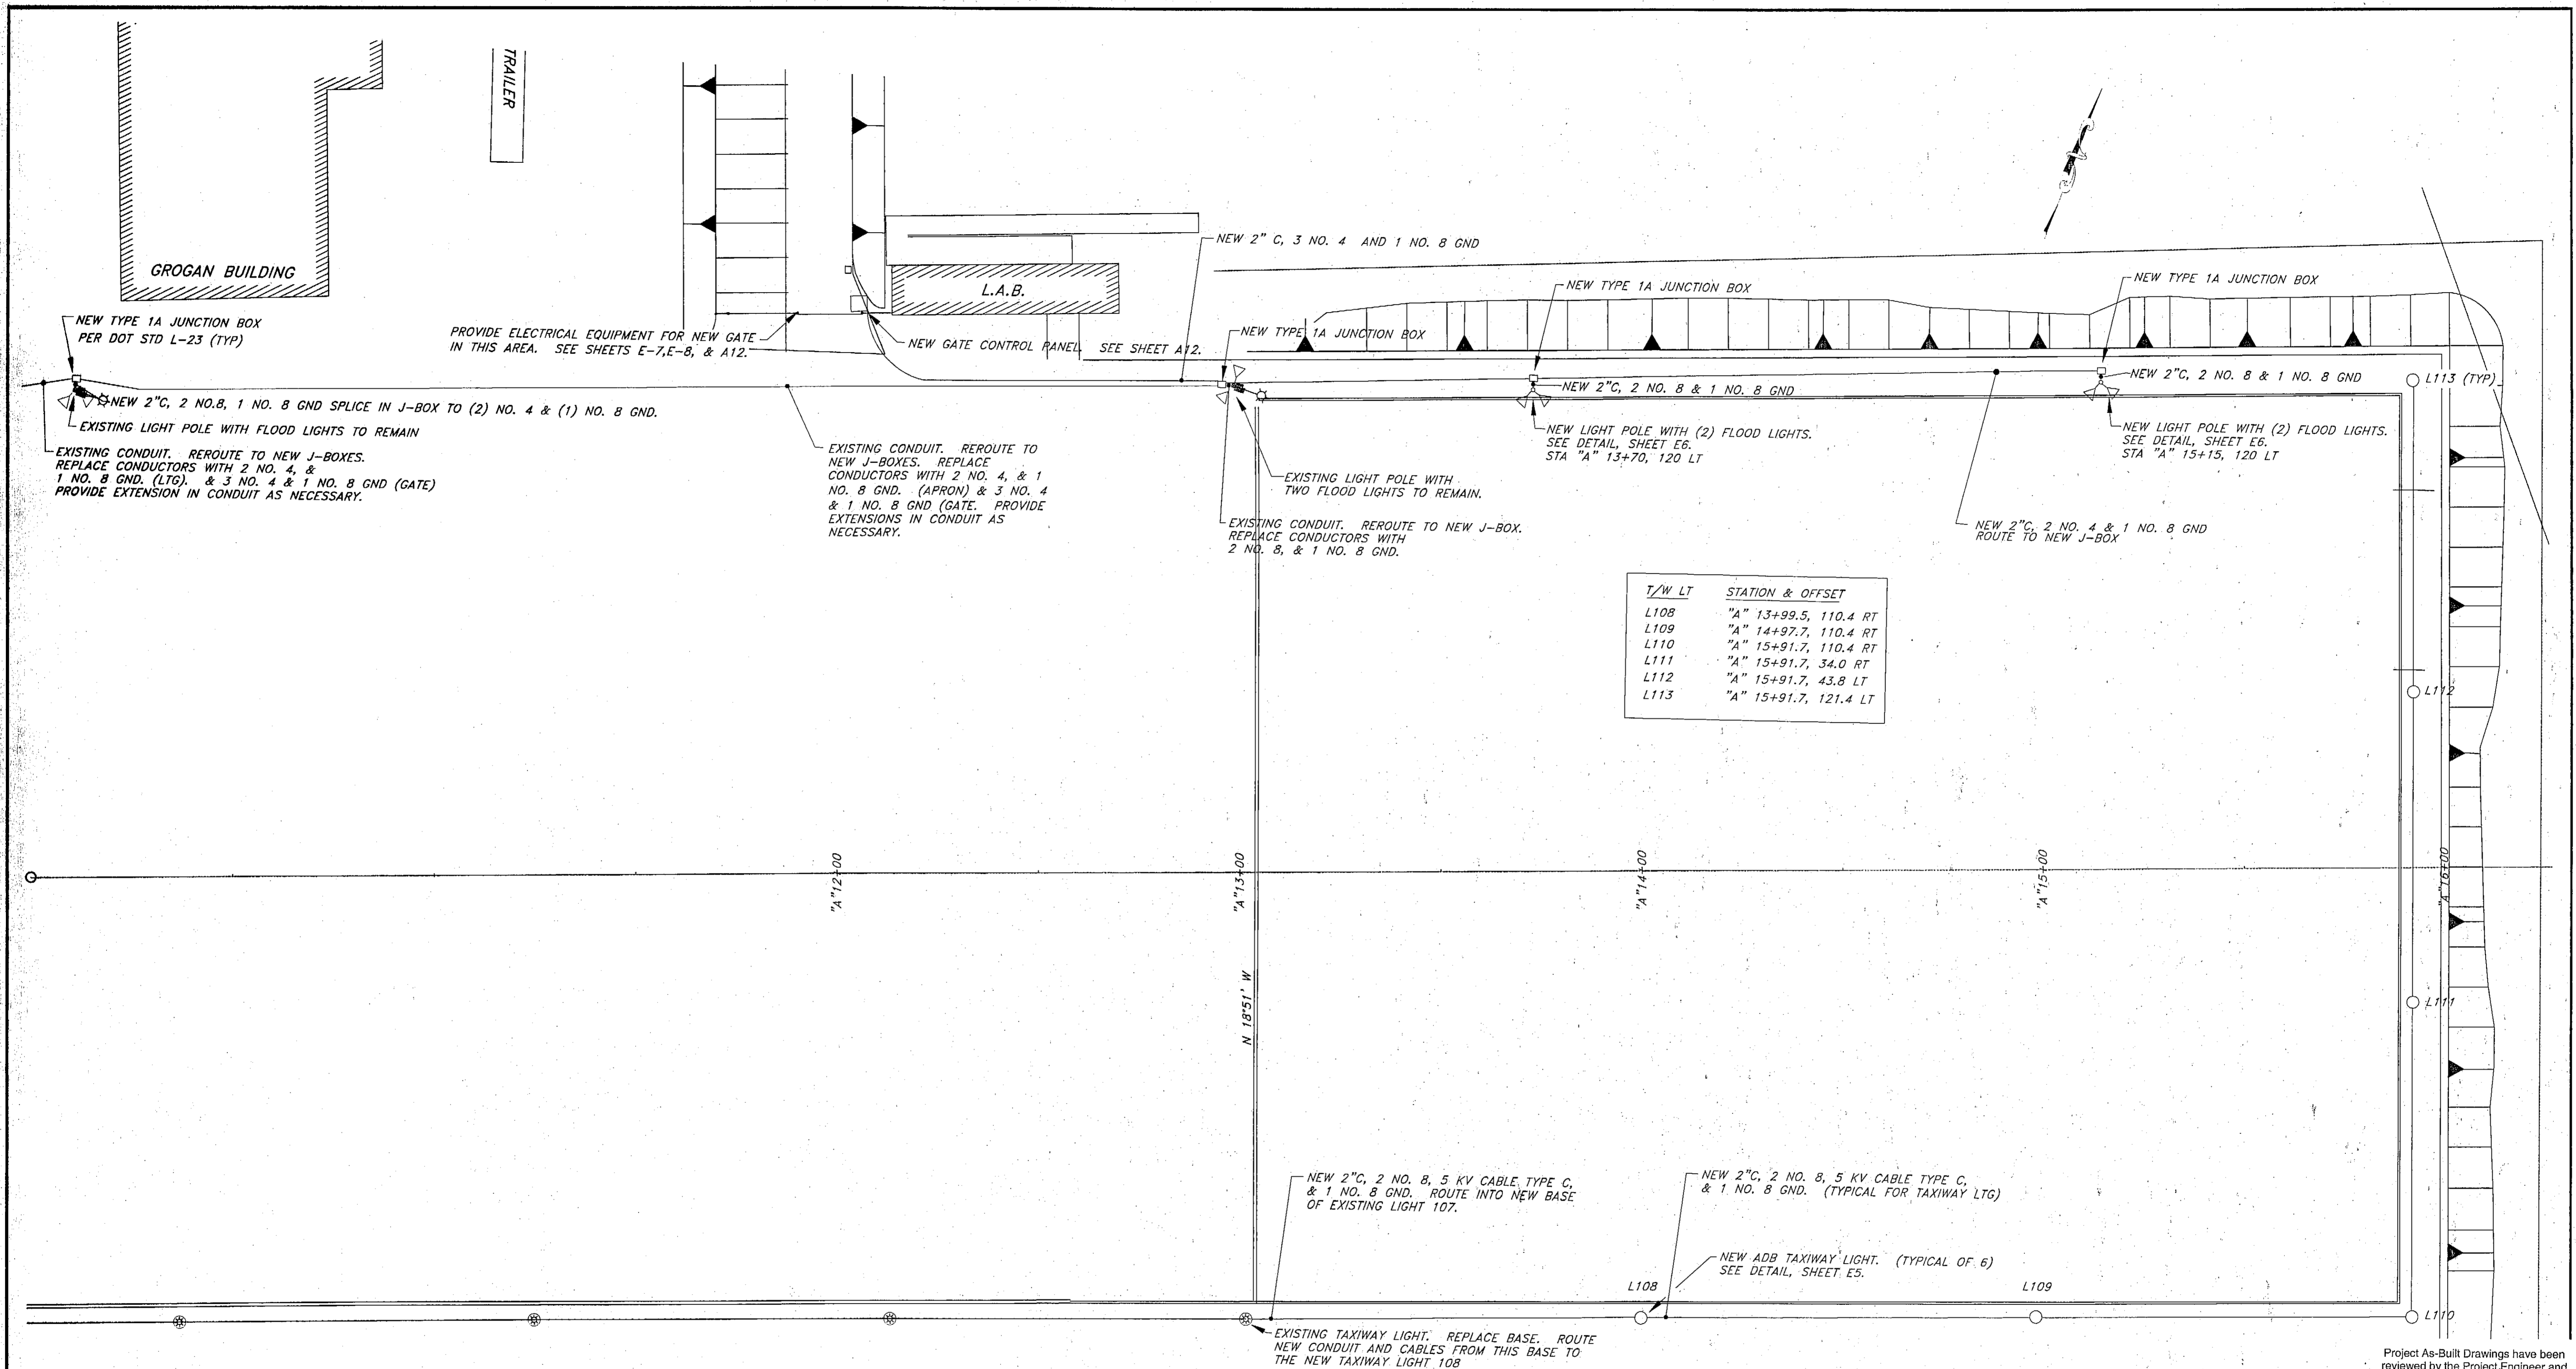 TRAILER
GROGAN BUILDING
L.A.B.
NEW 2" C, 3 NO. 4 AND 1 NO. 8 GND
NEW TYPE 1A JUNCTION BOX
PER DOT STD L-23 (TYP)
PROVIDE ELECTRICAL EQUIPMENT FOR NEW GATE
IN THIS AREA. SEE SHEETS E-7,E-8, & A12.
NEW GATE CONTROL PANEL SEE SHEET A12.
NEW TYPE 1A JUNCTION BOX
NEW TYPE 1A JUNCTION BOX
NEW TYPE 1A JUNCTION BOX
NEW 2"C, 2 NO.8, 1 NO. 8 GND SPLICE IN J-BOX TO (2) NO. 4 & (1) NO. 8 GND.
EXISTING LIGHT POLE WITH FLOOD LIGHTS TO REMAIN
EXISTING CONDUIT. REROUTE TO NEW J-BOXES.
REPLACE CONDUCTORS WITH 2 NO. 4, &
1 NO. 8 GND. (LTG). & 3 NO. 4 & 1 NO. 8 GND (GATE)
PROVIDE EXTENSION IN CONDUIT AS NECESSARY.
EXISTING CONDUIT. REROUTE TO
NEW J-BOXES. REPLACE
CONDUCTORS WITH 2 NO. 4, & 1
NO. 8 GND. (APRON) & 3 NO. 4
& 1 NO. 8 GND (GATE. PROVIDE
EXTENSIONS IN CONDUIT AS
NECESSARY.
EXISTING LIGHT POLE WITH
TWO FLOOD LIGHTS TO REMAIN.
EXISTING CONDUIT. REROUTE TO NEW J-BOX.
REPLACE CONDUCTORS WITH
2 NO. 8, & 1 NO. 8 GND.
NEW 2"C, 2 NO. 8 & 1 NO. 8 GND
NEW LIGHT POLE WITH (2) FLOOD LIGHTS.
SEE DETAIL, SHEET E6.
STA "A" 13+70, 120 LT
NEW 2"C, 2 NO. 8 & 1 NO. 8 GND
L113 (TYP)
NEW LIGHT POLE WITH (2) FLOOD LIGHTS.
SEE DETAIL, SHEET E6.
STA "A" 15+15, 120 LT
NEW 2"C, 2 NO. 4 & 1 NO. 8 GND
ROUTE TO NEW J-BOX
T/W LT STATION & OFFSET
L108 "A" 13+99.5, 110.4 RT
L109 "A" 14+97.7, 110.4 RT
L110 "A" 15+91.7, 110.4 RT
L111 "A" 15+91.7, 34.0 RT
L112 "A" 15+91.7, 43.8 LT
L113 "A" 15+91.7, 121.4 LT
L112
"A"12+00
"A"13+00
"A"14+00
"A"15+00
"A"16+00
N 18°51' W
L111
NEW 2"C, 2 NO. 8, 5 KV CABLE TYPE C,
& 1 NO. 8 GND. ROUTE INTO NEW BASE
OF EXISTING LIGHT 107.
NEW 2"C, 2 NO. 8, 5 KV CABLE TYPE C,
& 1 NO. 8 GND. (TYPICAL FOR TAXIWAY LTG)
NEW ADB TAXIWAY LIGHT. (TYPICAL OF 6)
SEE DETAIL, SHEET E5.
L108
L109
L110
EXISTING TAXIWAY LIGHT. REPLACE BASE. ROUTE
NEW CONDUIT AND CABLES FROM THIS BASE TO
THE NEW TAXIWAY LIGHT 108
Project As-Built Drawings have been
reviewed by the Project Engineer and